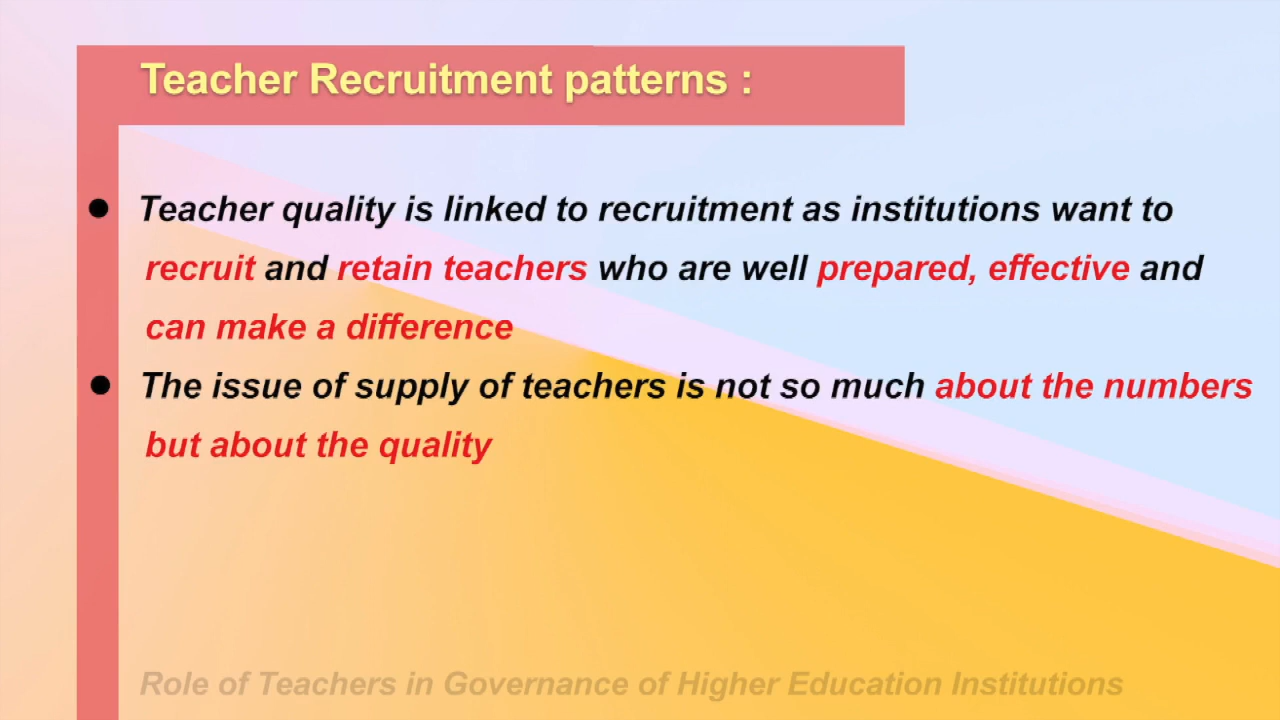 Teacher Recruitment patterns :
● Teacher quality is linked to recruitment as institutions want to
recruit and retain teachers who are well prepared, effective and
can make a difference
● The issue of supply of teachers is not so much about the numbers
but about the quality
Role of Teachers in Governance of Higher Education Institutions